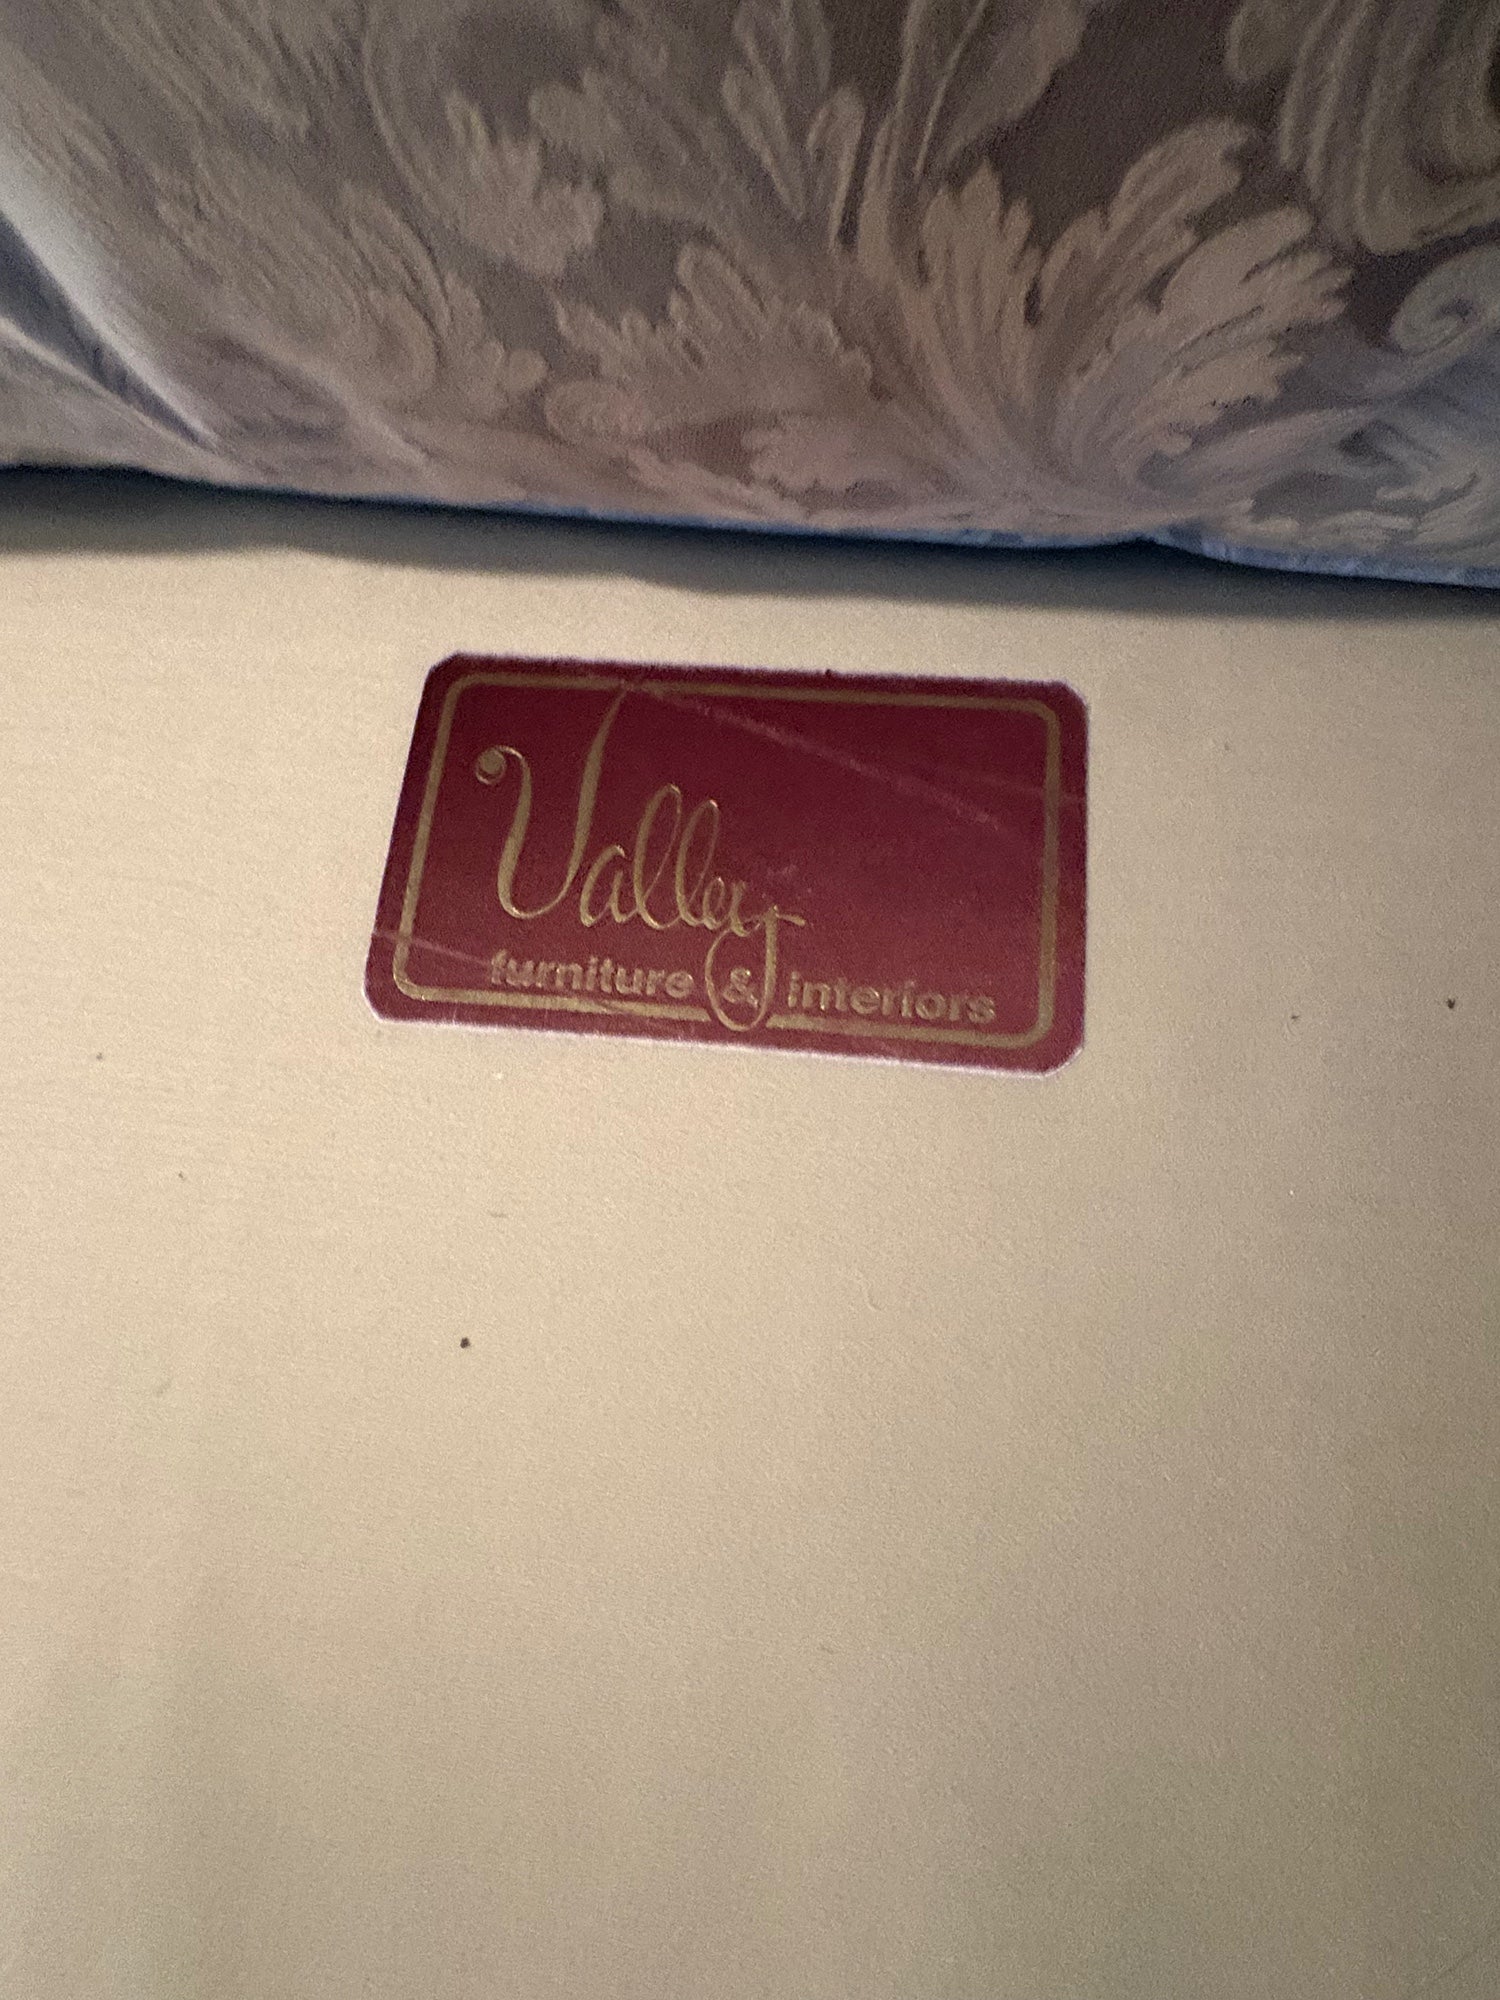 Valley
furniture & interiors